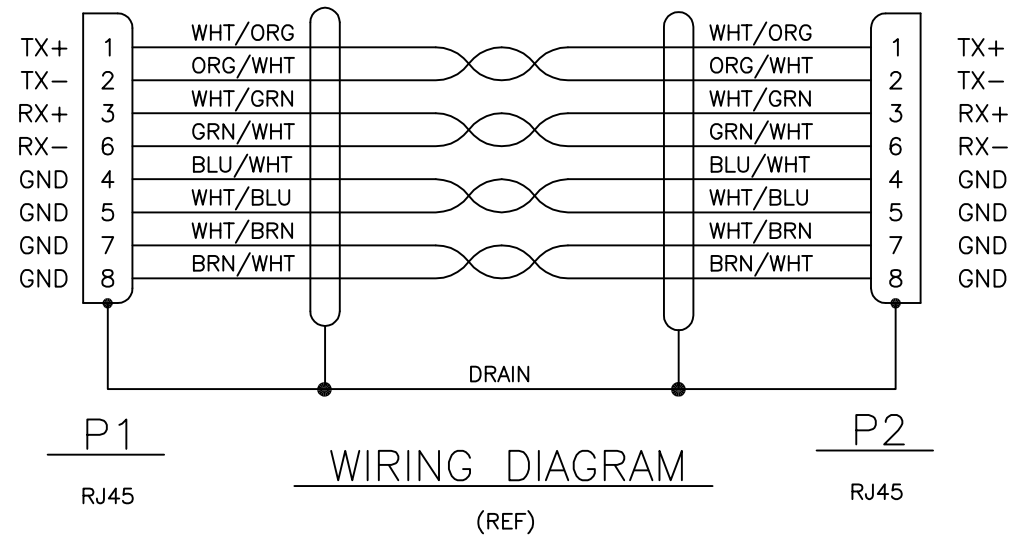 TX+ 1 WHT/ORG WHT/ORG 1 TX+
TX− 2 ORG/WHT ORG/WHT 2 TX−
RX+ 3 WHT/GRN WHT/GRN 3 RX+
RX− 6 GRN/WHT GRN/WHT 6 RX−
GND 4 BLU/WHT BLU/WHT 4 GND
GND 5 WHT/BLU WHT/BLU 5 GND
GND 7 WHT/BRN WHT/BRN 7 GND
GND 8 BRN/WHT BRN/WHT 8 GND
DRAIN
P1 P2
RJ45 WIRING DIAGRAM RJ45
(REF)